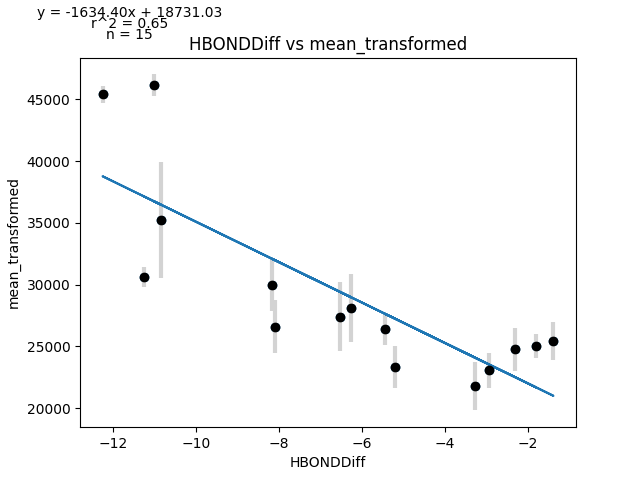 y = -1634.40x + 18731.03
r^2 = 0.65
n = 15
HBONDDiff vs mean_transformed
mean_transformed
45000
40000
35000
30000
25000
20000
−12
−10
−8
−6
−4
−2
HBONDDiff